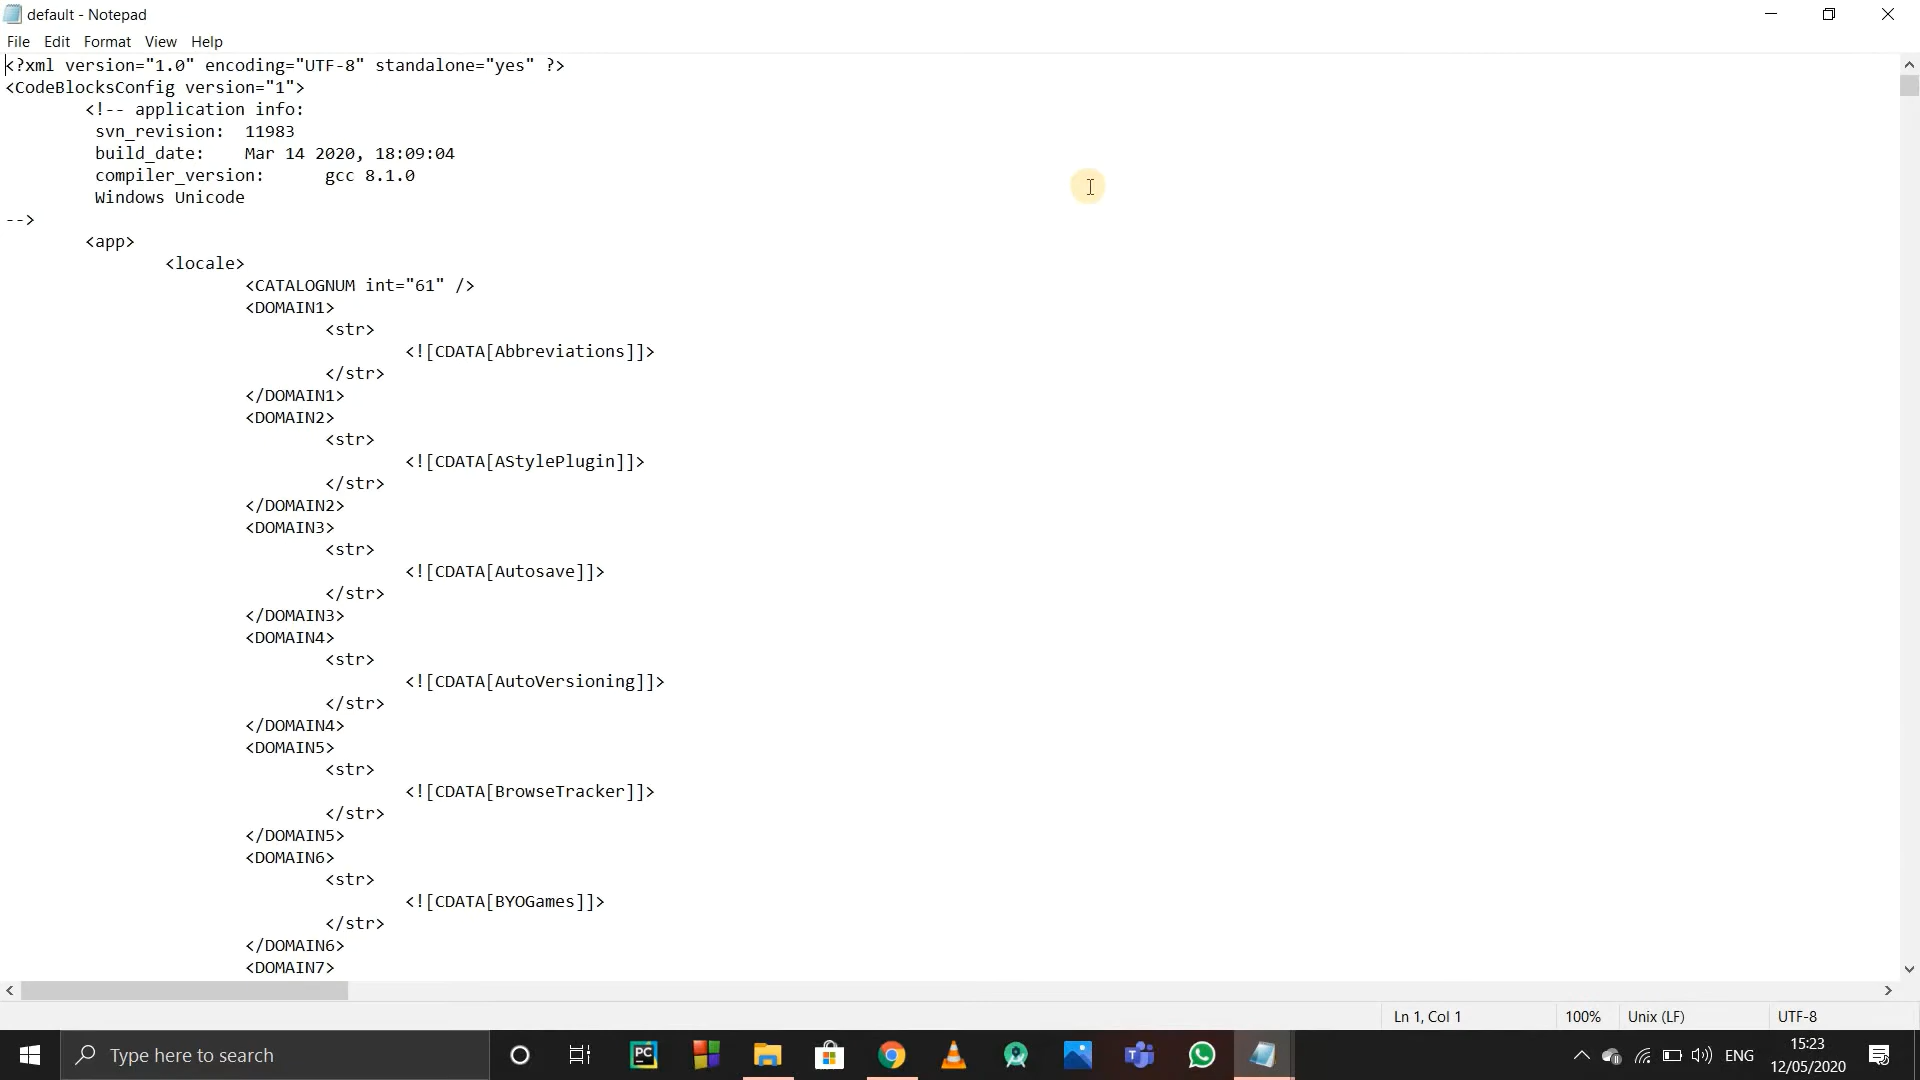 default - Notepad
File Edit Format View Help
<?xml version="1.0" encoding="UTF-8" standalone="yes" ?>
<CodeBlocksConfig version="1">
<!-- application info:
svn_revision: 11983
build_date: Mar 14 2020, 18:09:04
compiler_version: gcc 8.1.0
Windows Unicode
-->
<app>
<locale>
<CATALOGNUM int="61" />
<DOMAIN1>
<str>
<![CDATA[Abbreviations]]>
</str>
</DOMAIN1>
<DOMAIN2>
<str>
<![CDATA[AStylePlugin]]>
</str>
</DOMAIN2>
<DOMAIN3>
<str>
<![CDATA[Autosave]]>
</str>
</DOMAIN3>
<DOMAIN4>
<str>
<![CDATA[AutoVersioning]]>
</str>
</DOMAIN4>
<DOMAIN5>
<str>
<![CDATA[BrowseTracker]]>
</str>
</DOMAIN5>
<DOMAIN6>
<str>
<![CDATA[BYOGames]]>
</str>
</DOMAIN6>
<DOMAIN7>
Ln 1, Col 1 100% Unix (LF) UTF-8
Type here to search PC ENG 15:23
12/05/2020